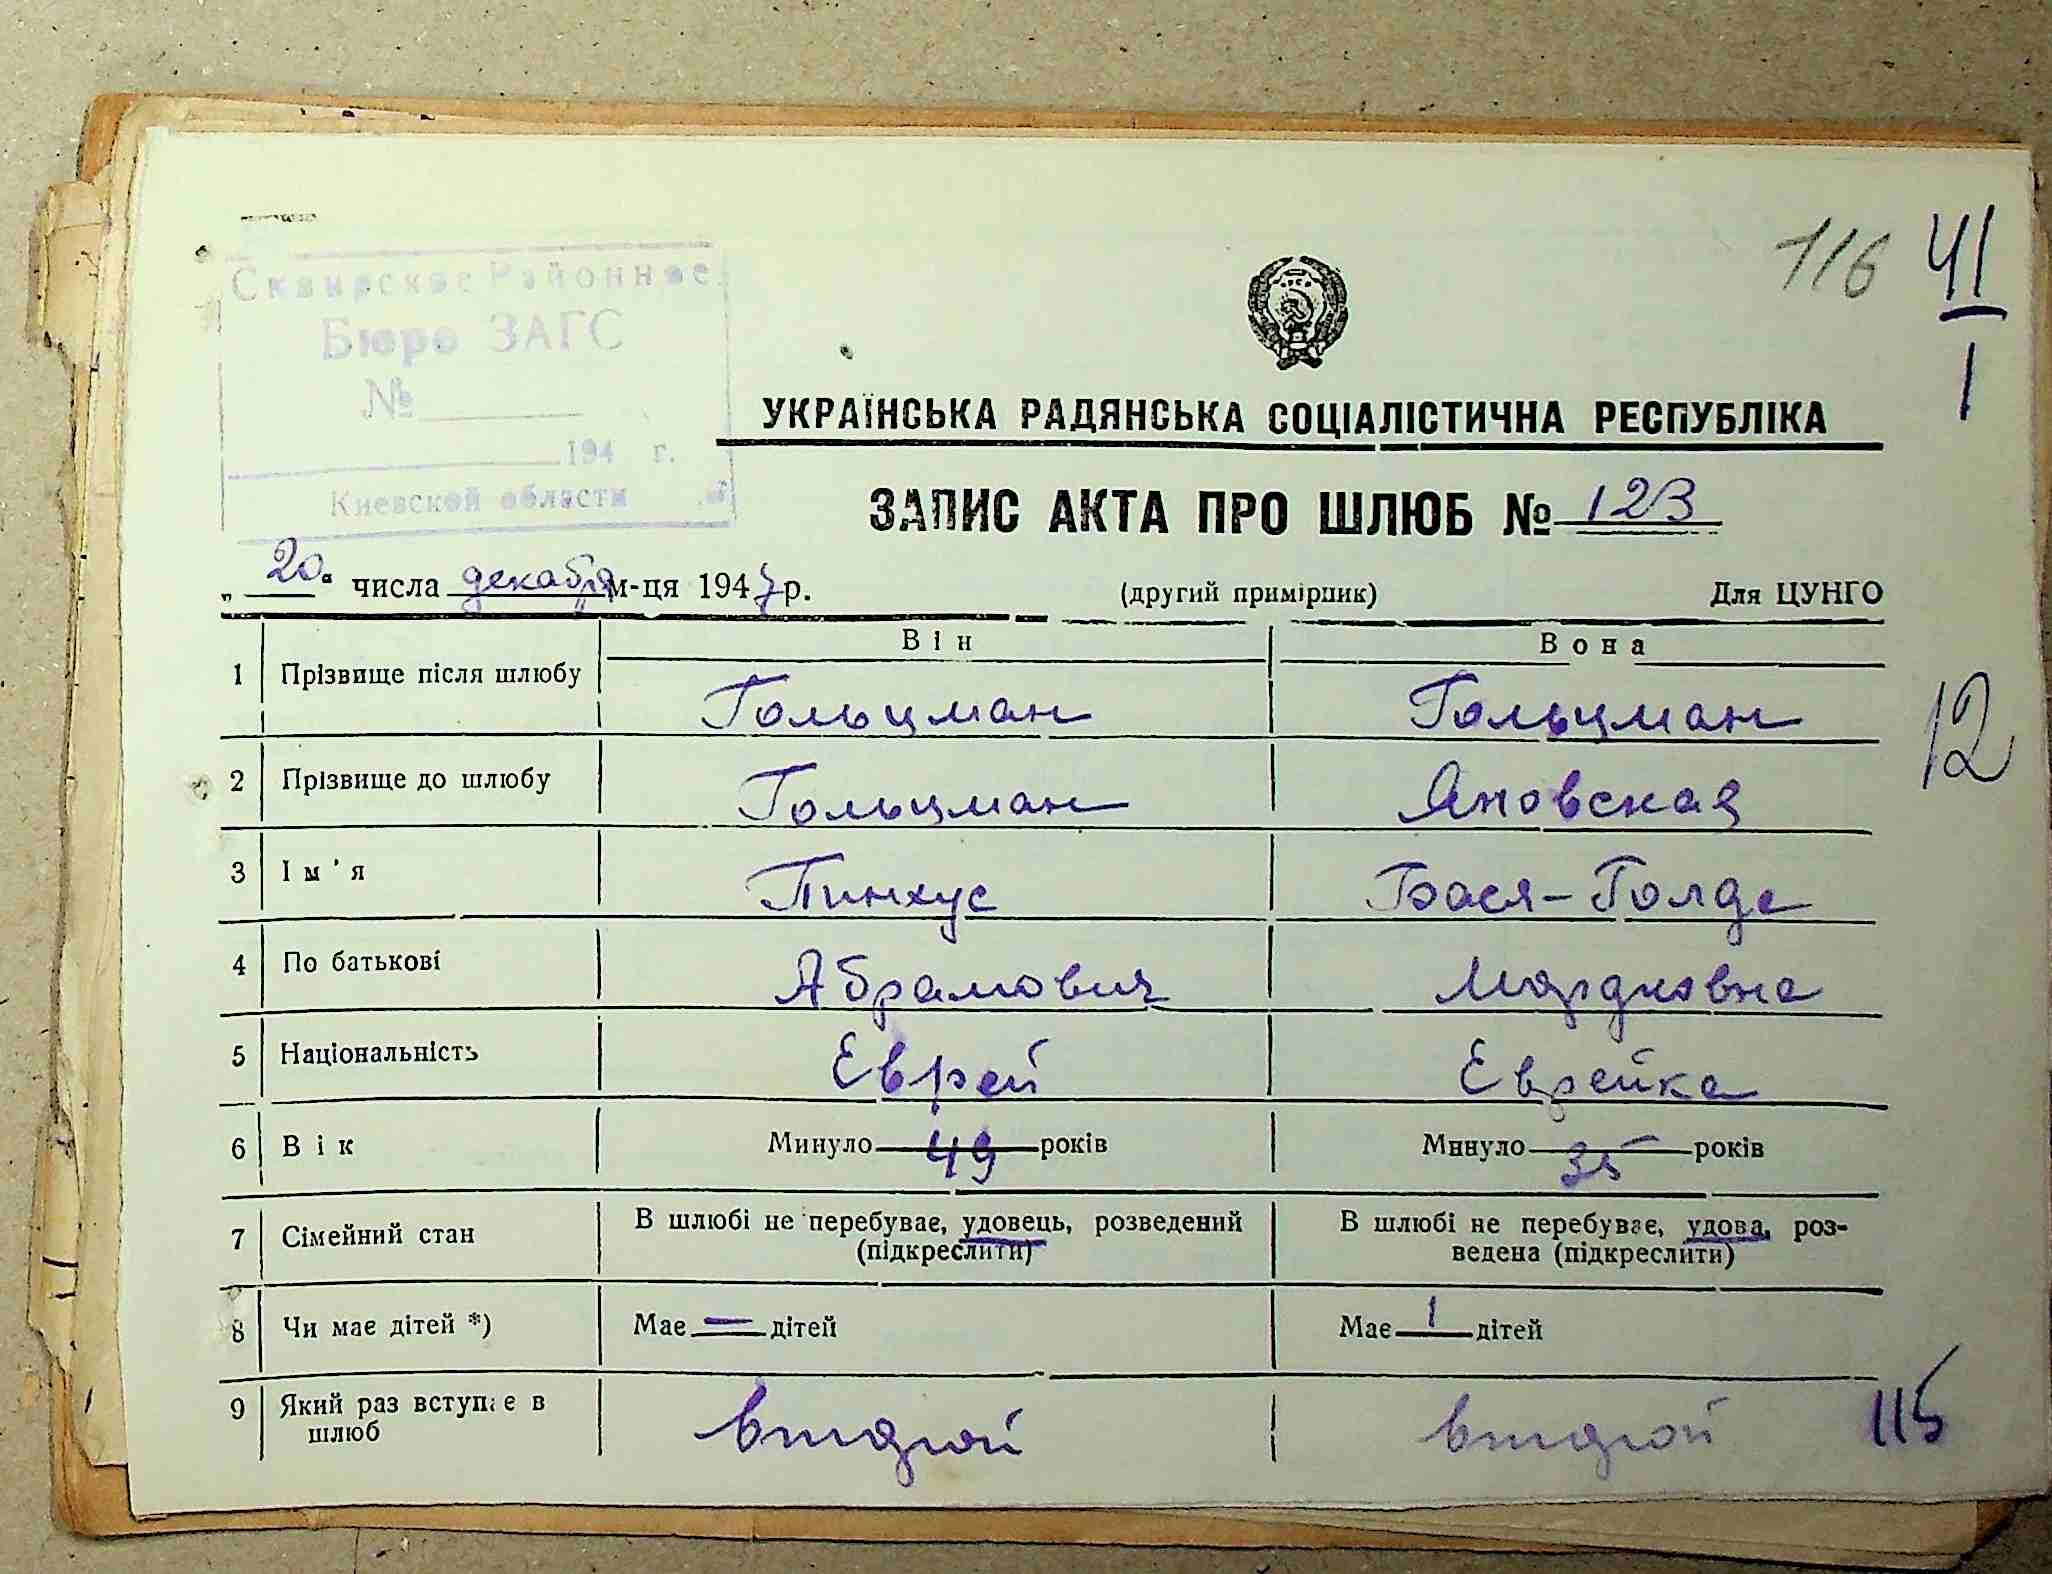 116 41
1
Сквирское Районное
Бюро ЗАГС
№
194 г.
Киевской области
УКРАЇНСЬКА РАДЯНСЬКА СОЦІАЛІСТИЧНА РЕСПУБЛІКА
ЗАПИС АКТА ПРО ШЛЮБ № 123
„20“ числа декабря м-ця 1947 р. (другий примірник) Для ЦУНГО
Він Вона
1 Прізвище після шлюбу Гольцман Гольцман
12
2 Прізвище до шлюбу Гольцман Яновская
3 Ім'я Пинхус Бася-Голда
4 По батькові Абрамович Мордковна
5 Національність Еврей Еврейка
6 Вік Минуло 49 років Минуло 35 років
7 Сімейний стан В шлюбі не перебуває, удовець, розведений В шлюбі не перебуває, удова, роз-
(підкреслити) ведена (підкреслити)
8 Чи має дітей *) Має — дітей Має 1 дітей
9 Який раз вступає в второй второй 115
шлюб